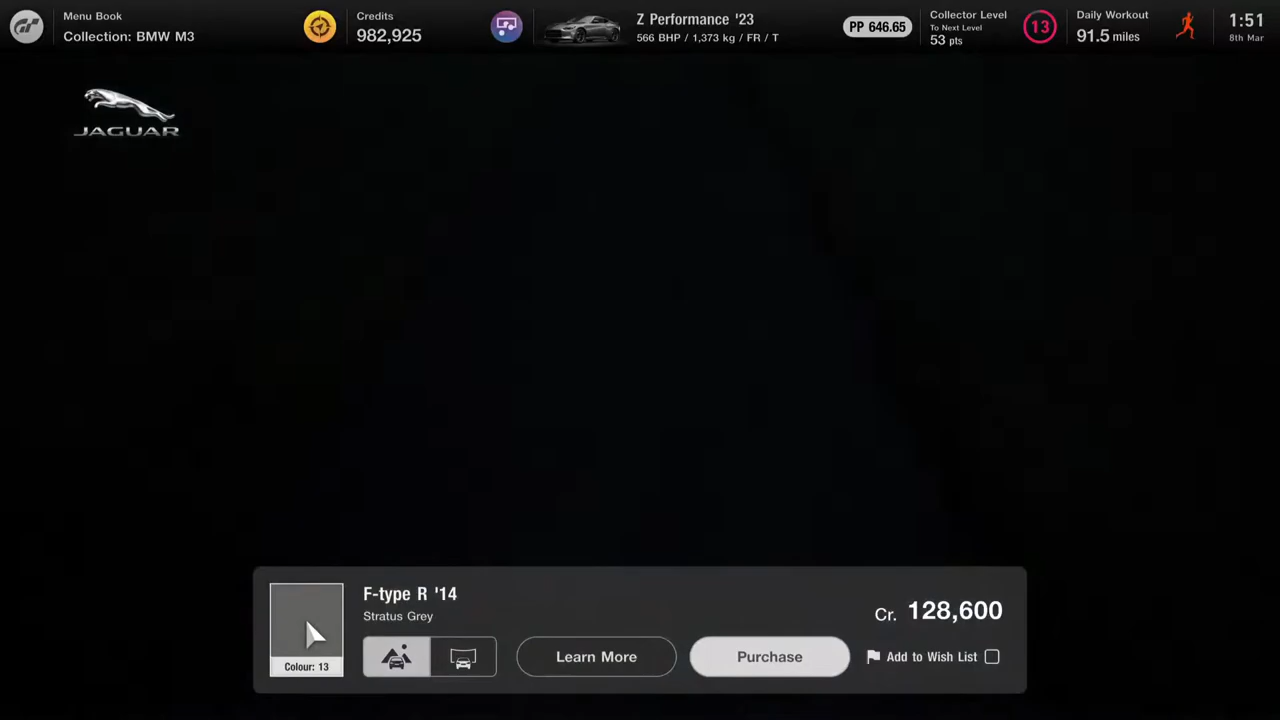 Menu Book
Collection: BMW M3
Credits
982,925
Z Performance '23
566 BHP / 1,373 kg / FR / T
PP 646.65
Collector Level
To Next Level
53 pts
13
Daily Workout
91.5 miles
1:51
8th Mar
JAGUAR
F-type R '14
Stratus Grey
Colour: 13
Learn More
Purchase
Cr. 128,600
Add to Wish List